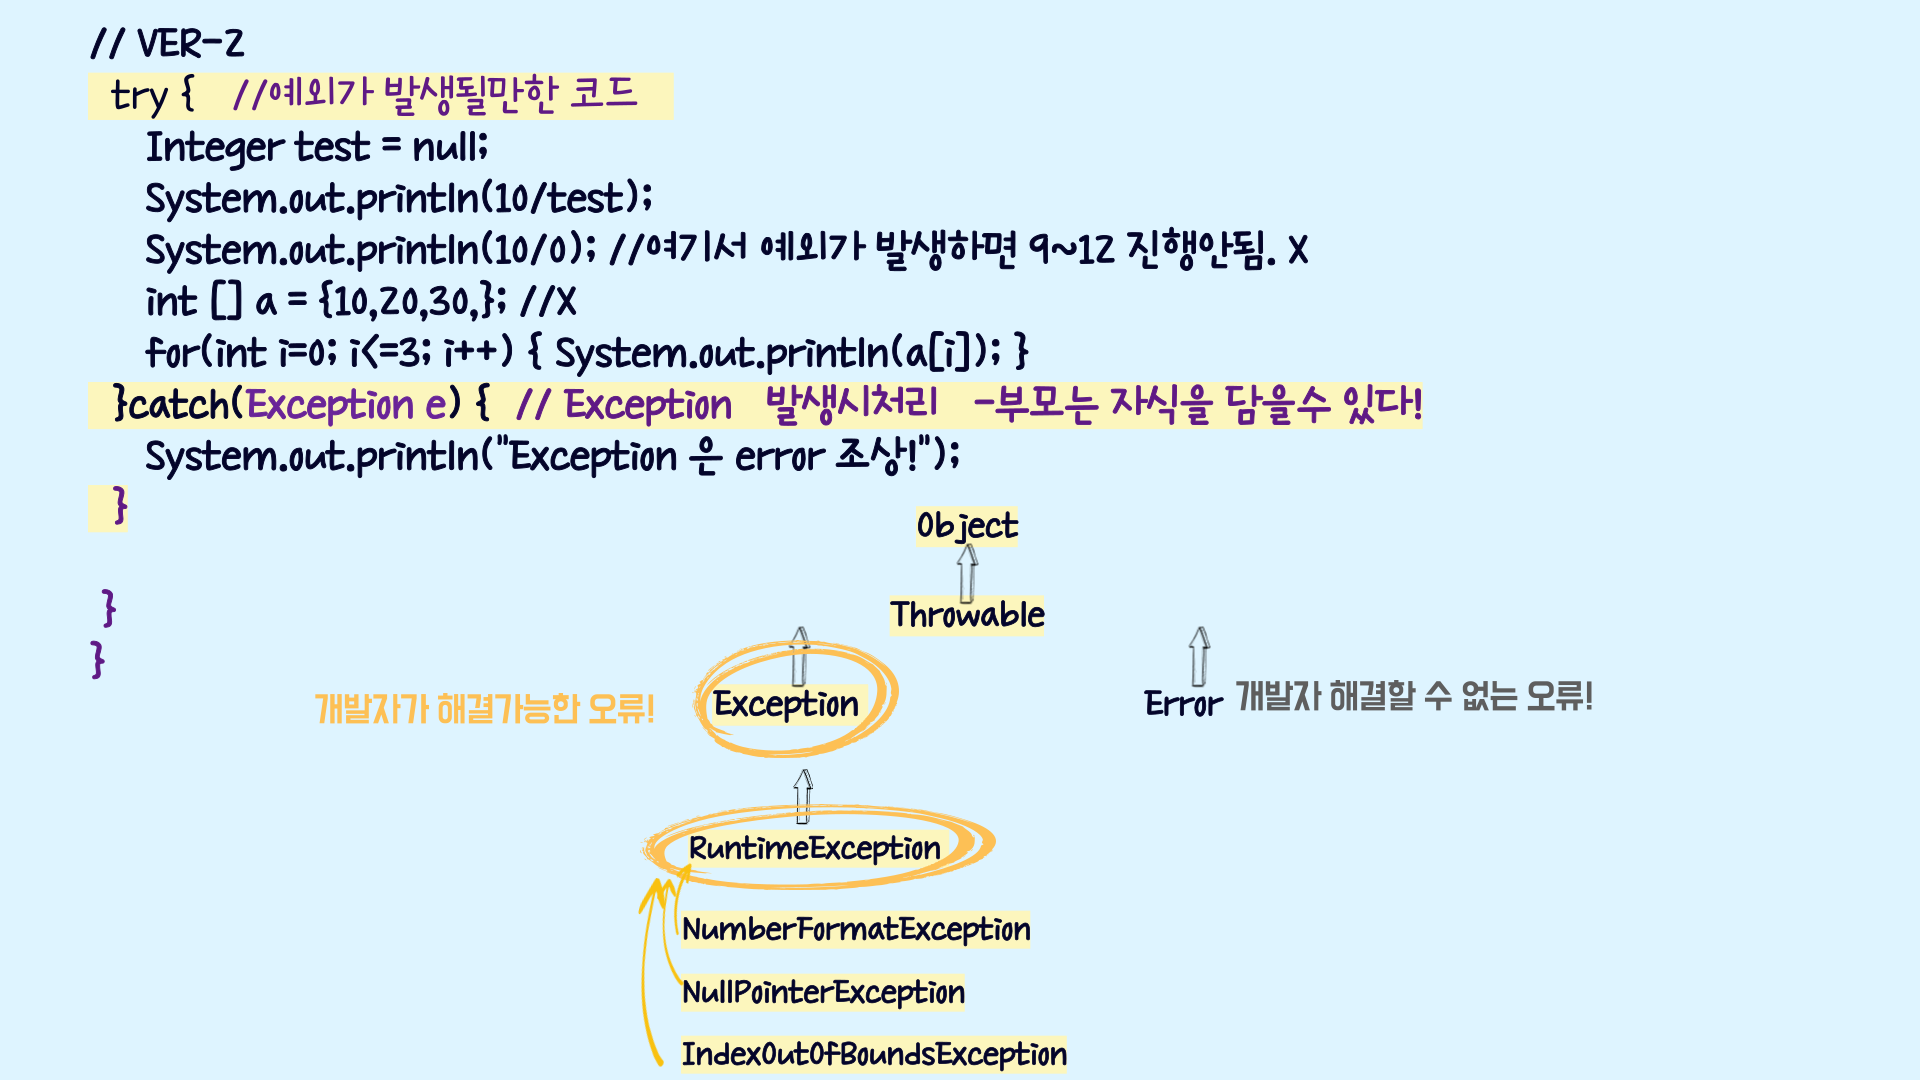 // VER-2
try { //예외가 발생될만한 코드
Integer test = null;
System.out.println(10/test);
System.out.println(10/0); //여기서 예외가 발생하면 9~12 진행안됨. X
int [] a = {10,20,30,}; //X
for(int i=0; i<=3; i++) { System.out.println(a[i]); }
}catch(Exception e) { // Exception 발생시처리 -부모는 자식을 담을수 있다!
System.out.println("Exception 은 error 조상!");
}
}
}
Object
Throwable
개발자가 해결가능한 오류!
Exception
Error 개발자 해결할 수 없는 오류!
RuntimeException
NumberFormatException
NullPointerException
IndexOutOfBoundsException